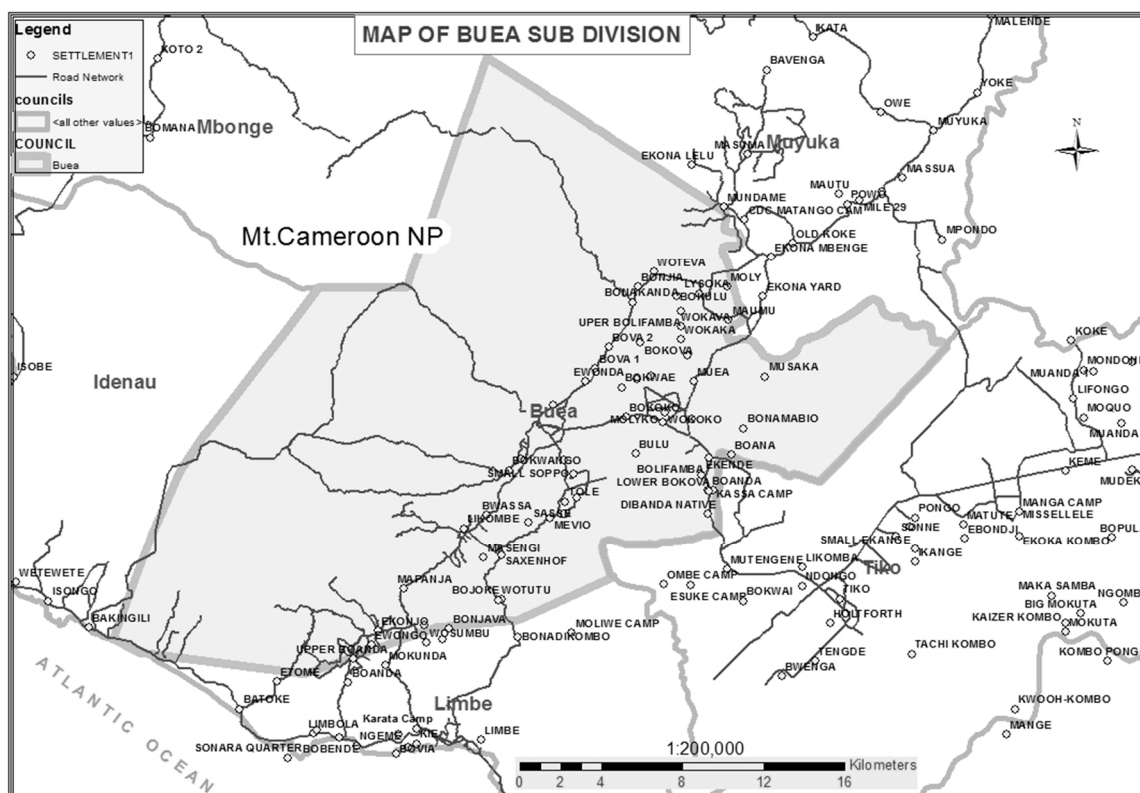 MAP OF BUEA SUB DIVISION
Legend
SETTLEMENT1
Road Network
councils
<all other values>
COUNCIL
Buea
KOTO 2
BOMANA
Mbonge
IKATA
MALENDE
BAVENGA
YOKE
OWE
MUYUKA
Muyuka
MASUMA
EKONA LELU
MASSUA
MAUTU
POWO
MILE 29
MUNDAME
CDC MATANGO CAM
MPONDO
OLD KOKE
EKONA MBENGE
N
Mt.Cameroon NP
WOTEVA
BONJIA
LYSOKA
MOLY
BONAKANDA
BOKULU
EKONA YARD
WOKAVA
MAUMU
UPER BOLIFAMBA
WOKAKA
BOVA 2
BOKOVA
BOVA 1
EWONDA
BOKWAE
MUEA
MUSAKA
ISOBE
Idenau
KOKE
MONDON
MUANDA
LIFONGO
MOQUO
MUANDA
Buea
BOKOKO
MOLYKO
WOKOKO
BONAMABIO
BULU
BOANA
BOKWANGO
SMALL SOPPO
BOLIFAMBA
EKENDE
LOWER BOKOVA
BOANDA
KASSA CAMP
DIBANDA NATIVE
TOLE
BWASSA
SASSE
LIKOMBE
MEVIO
KEME
MUDEK
PONGO
MANGA CAMP
MATUTE
MISSELLELE
SONNE
EBONDJI
SMALL EKANGE
EKOKA KOMBO
BOPUL
IKANGE
MASENGI
SAXENHOF
MUTENGENE
LIKOMBA
Tiko
WETEWETE
ISONGO
MAPANJA
BOJOKE
WOTUTU
OMBE CAMP
ESUKE CAMP
NDONGO
BOKWAI
TIKO
HOLTFORTH
MAKA SAMBA
NGOMB
BIG MOKUTA
KAIZER KOMBO
MOKUTA
BAKINGILI
EKONJO
BONJAVA
EWONGO
WOSUMBU
BONADIKOMBO
MOLIWE CAMP
UPPER BOANDA
MOKUNDA
TENGDE
TACHI KOMBO
KOMBO PONG
ETOME
BOANDA
BWENGA
BATOKE
Limbe
KWOOH-KOMBO
Karata Camp
LIMBOLA
NGEME
KIE
LIMBE
MANGE
SONARA QUARTER
BOBENDE
BOVIA
ATLANTIC OCEAN
1:200,000
Kilometers
0 2 4 8 12 16